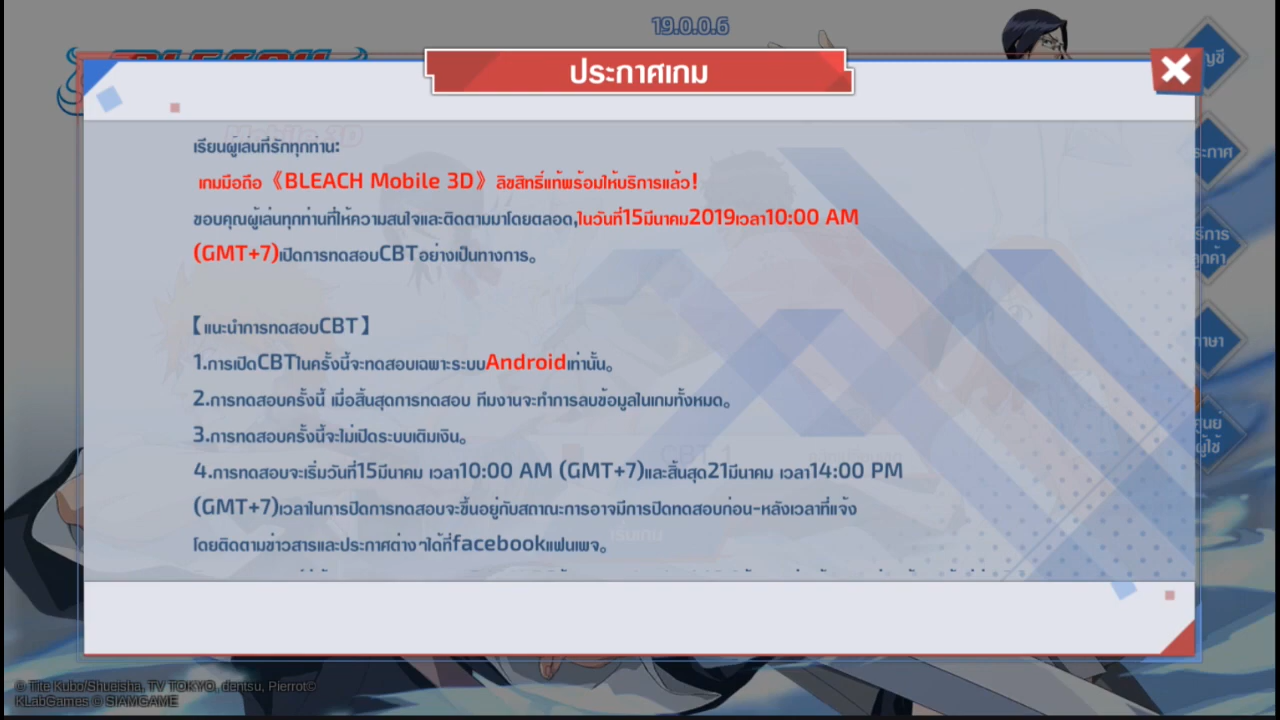 19.0.0.6
BLEACH
ประกาศเกม
Mobile 3D
เรียนผู้เล่นที่รักทุกท่าน:
เกมมือถือ《BLEACH Mobile 3D》ลิขสิทธิ์แท้พร้อมให้บริการแล้ว!
ขอบคุณผู้เล่นทุกท่านที่ให้ความสนใจและติดตามมาโดยตลอด,ในวันที่15มีนาคม2019เวลา10:00 AM
(GMT+7)เปิดการทดสอบCBTอย่างเป็นทางการ。
【แนะนำการทดสอบCBT】
1.การเปิดCBTในครั้งนี้จะทดสอบเฉพาะระบบAndroidเท่านั้น。
2.การทดสอบครั้งนี้ เมื่อสิ้นสุดการทดสอบ ทีมงานจะทำการลบข้อมูลในเกมทั้งหมด。
3.การทดสอบครั้งนี้จะไม่เปิดระบบเติมเงิน。
4.การทดสอบจะเริ่มวันที่15มีนาคม เวลา10:00 AM (GMT+7)และสิ้นสุด21มีนาคม เวลา14:00 PM
(GMT+7)เวลาในการปิดการทดสอบจะขึ้นอยู่กับสถาณะการอาจมีการปิดทดสอบก่อน-หลังเวลาที่แจ้ง
โดยติดตามข่าวสารและประกาศต่างๆได้ที่facebookแฟนเพจ。
เริ่มเกม
© Tite Kubo/Shueisha, TV TOKYO, dentsu, Pierrot©
KLabGames © SIAMGAME